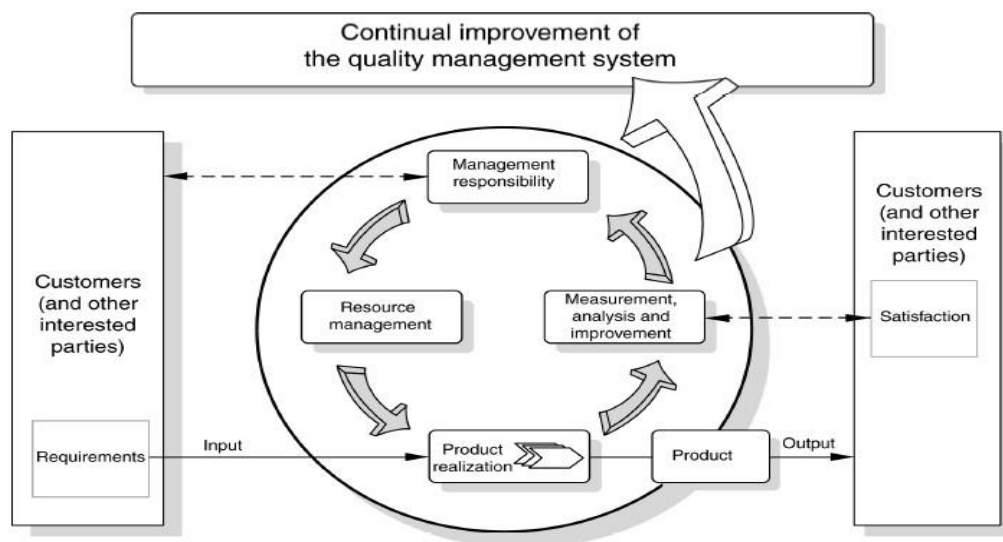 Continual improvement of
the quality management system
Management
responsibility
Customers
(and other
interested
parties)
Customers
(and other
interested
parties)
Resource
management
Measurement,
analysis and
improvement
Satisfaction
Requirements
Input
Product
realization
Product
Output